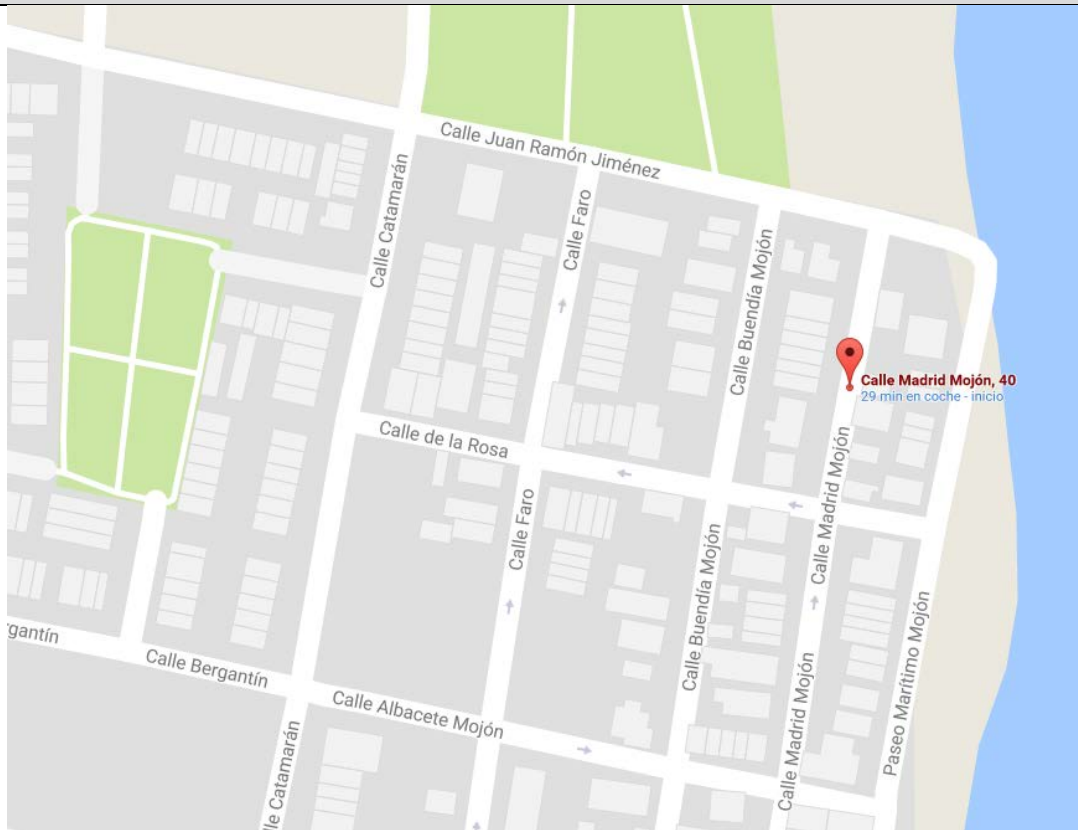 Calle Juan Ramón Jiménez
Calle Catamarán
Calle Faro
Calle Buendía Mojón
Calle Madrid Mojón, 40
29 min en coche - inicio
Calle de la Rosa
Calle Madrid Mojón
Calle Faro
Calle Buendía Mojón
Calle Madrid Mojón
Paseo Marítimo Mojón
rgantín
Calle Bergantín
Calle Albacete Mojón
lle Catamarán